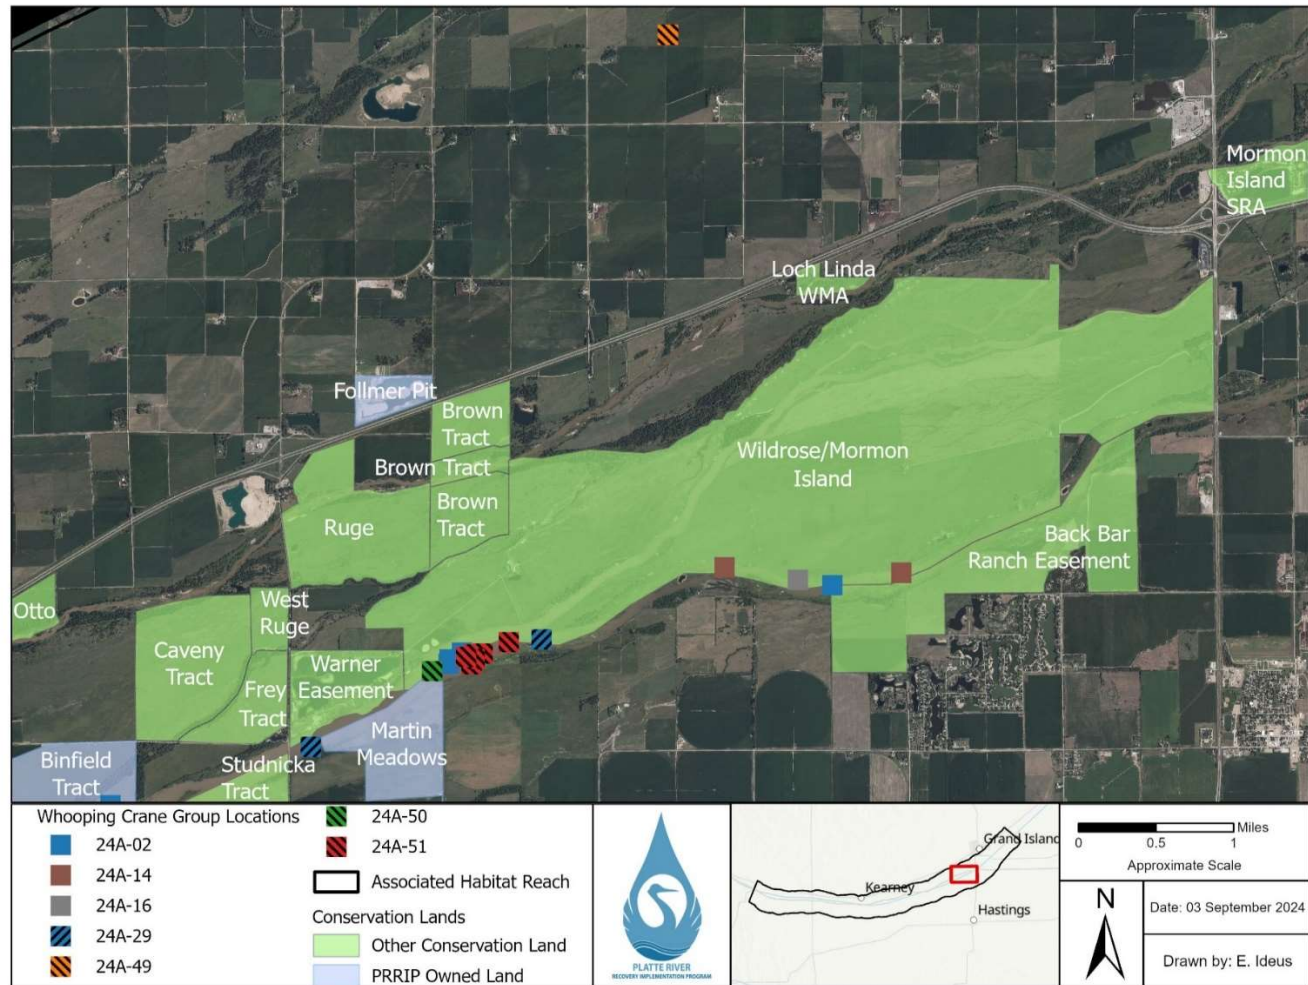 Mormon
Island
SRA
Loch Linda
WMA
Follmer Pit
Brown
Tract
Brown Tract
Brown
Tract
Wildrose/Mormon
Island
Ruge
Back Bar
Ranch Easement
Otto
West
Ruge
Caveny
Tract
Warner
Easement
Frey
Tract
Martin
Meadows
Studnicka
Tract
Binfield
Tract
Whooping Crane Group Locations
24A-02
24A-14
24A-16
24A-29
24A-49
24A-50
24A-51
Associated Habitat Reach
Conservation Lands
Other Conservation Land
PRRIP Owned Land
PLATTE RIVER
RECOVERY IMPLEMENTATION PROGRAM
Grand Island
Kearney
Hastings
Miles
0 0.5 1
Approximate Scale
N
Date: 03 September 2024
Drawn by: E. Ideus